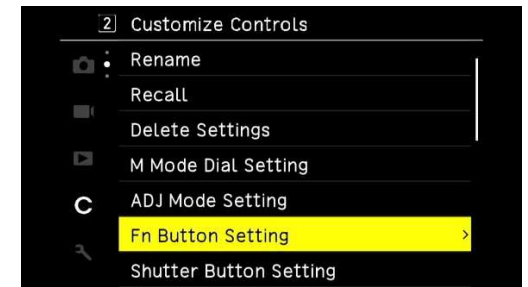 2 Customize Controls
Rename
Recall
Delete Settings
M Mode Dial Setting
ADJ Mode Setting
C
Fn Button Setting
Shutter Button Setting